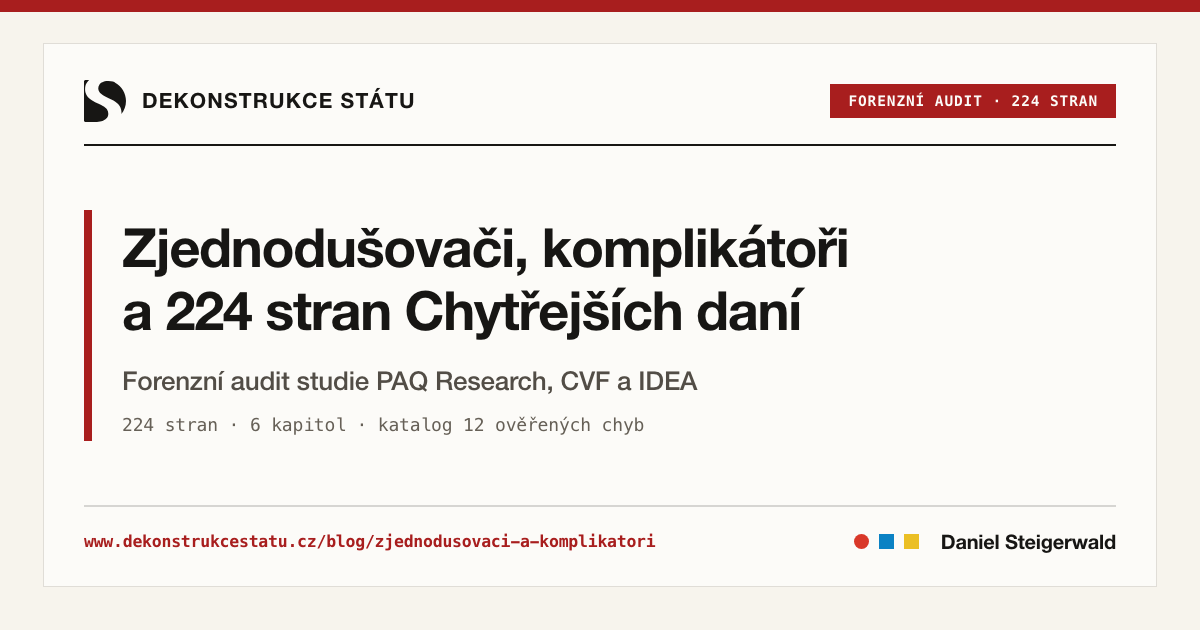 DEKONSTRUKCE STÁTU
FORENZNÍ AUDIT · 224 STRAN
Zjednodušovači, komplikátoři
a 224 stran Chytřejších daní
Forenzní audit studie PAQ Research, CVF a IDEA
224 stran · 6 kapitol · katalog 12 ověřených chyb
www.dekonstrukcestatu.cz/blog/zjednodusovaci-a-komplikatori
Daniel Steigerwald